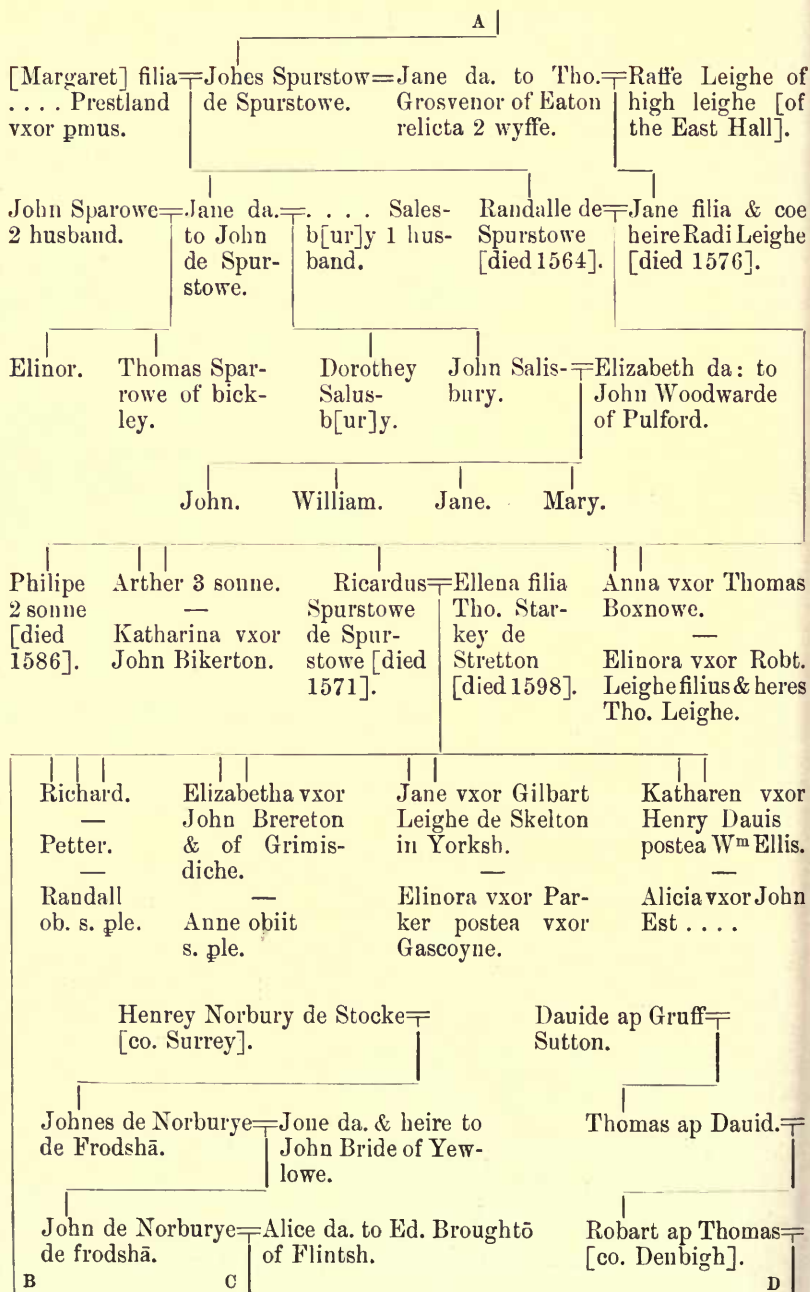 A
[Margaret] filia=Johes Spurstow=Jane da. to Tho.=Raffe Leighe of
. . . . Prestland de Spurstowe. Grosvenor of Eaton high leighe [of
vxor pmus. relicta 2 wyffe. the East Hall].
John Sparowe=Jane da.=. . . . Sales- Randalle de=Jane filia & coe
2 husband. to John b[ur]y 1 hus- Spurstowe heire Radi Leighe
de Spur- band. [died 1564]. [died 1576].
stowe.
Elinor. Thomas Spar- Dorothey John Salis-=Elizabeth da: to
rowe of bick- Salus- bury. John Woodwarde
ley. b[ur]y. of Pulford.
John. William. Jane. Mary.
Philipe Arther 3 sonne. Ricardus=Ellena filia Anna vxor Thomas
2 sonne — Spurstowe Tho. Star- Boxnowe.
[died Katharina vxor de Spur- key de —
1586]. John Bikerton. stowe [died Stretton Elinora vxor Robt.
1571]. [died 1598]. Leighe filius & heres
Tho. Leighe.
Richard. Elizabetha vxor Jane vxor Gilbart Katharen vxor
— John Brereton Leighe de Skelton Henry Dauis
Petter. & of Grimis- in Yorksh. postea Wm Ellis.
— diche. — —
Randall — Elinora vxor Par- Alicia vxor John
ob. s. ple. Anne obiit ker postea vxor Est . . . .
s. ple. Gascoyne.
Henrey Norbury de Stocke= Dauide ap Gruff=
[co. Surrey]. Sutton.
Johnes de Norburye=Jone da. & heire to Thomas ap Dauid.=
de Frodshā. John Bride of Yew-
lowe.
John de Norburye=Alice da. to Ed. Broughtō Robart ap Thomas=
de frodshā. of Flintsh. [co. Denbigh].
B C D